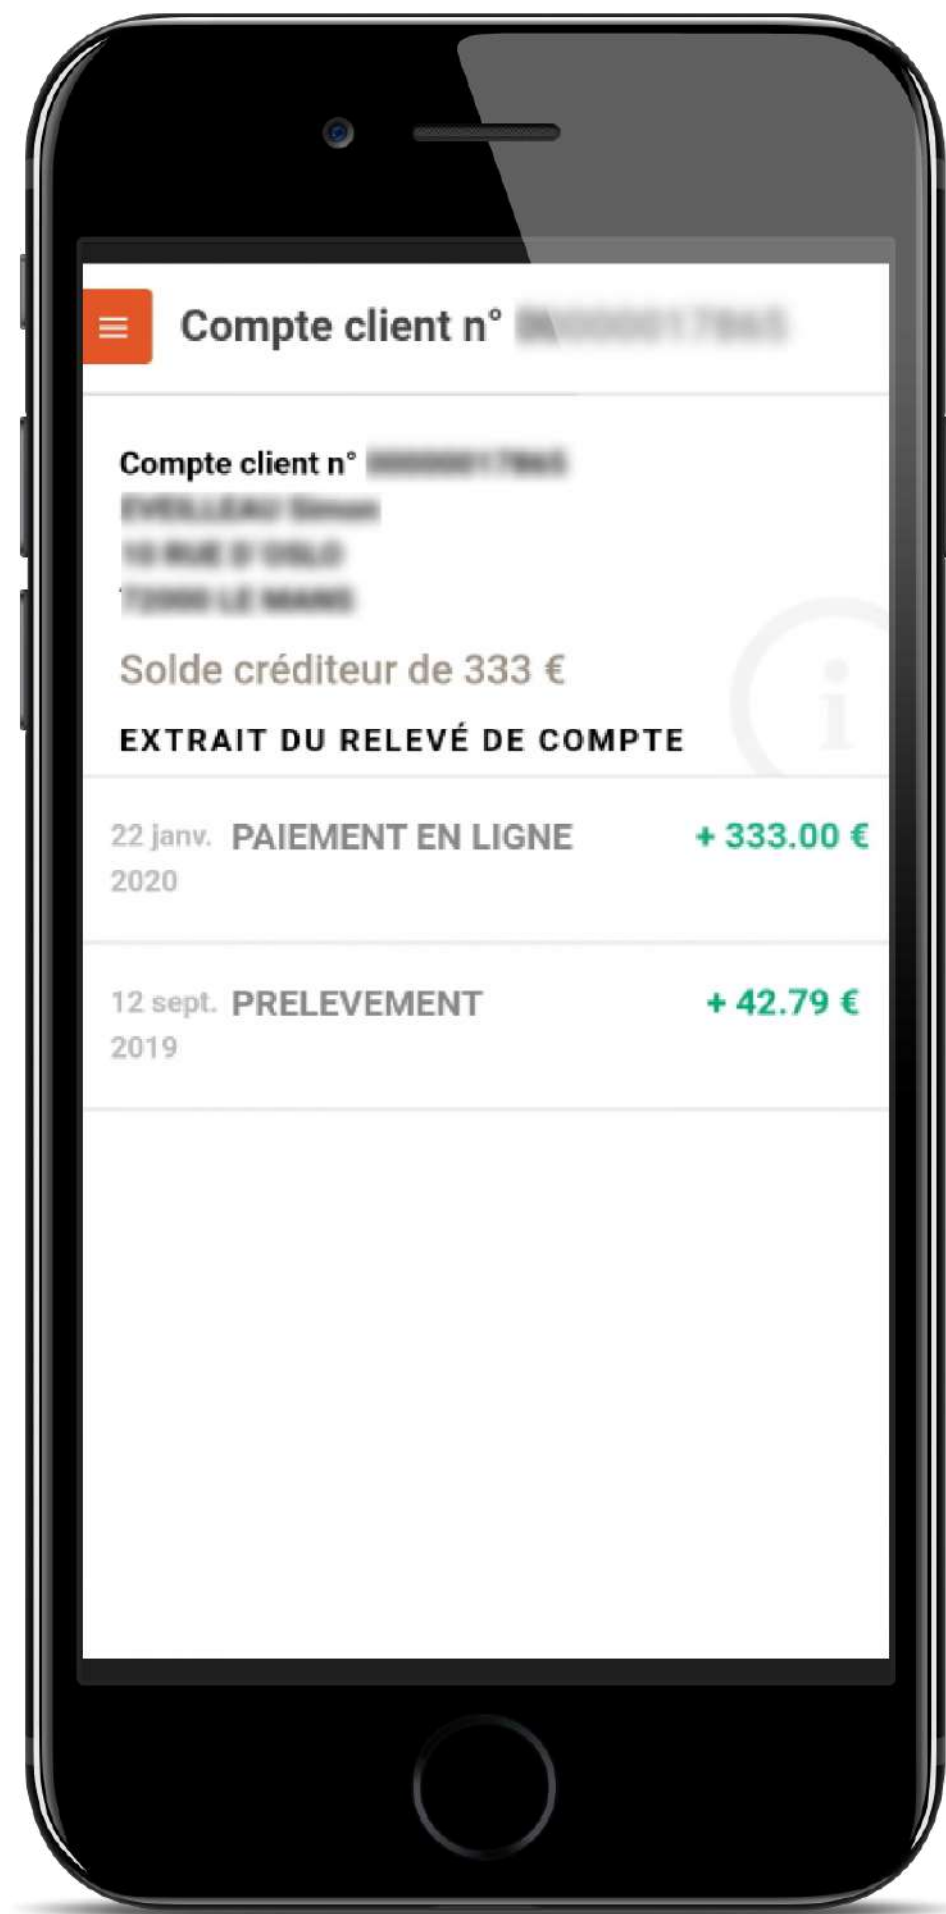 Compte client n°
Compte client n°
Solde créditeur de 333 €
EXTRAIT DU RELEVÉ DE COMPTE
22 janv. PAIEMENT EN LIGNE + 333.00 €
2020
12 sept. PRELEVEMENT + 42.79 €
2019